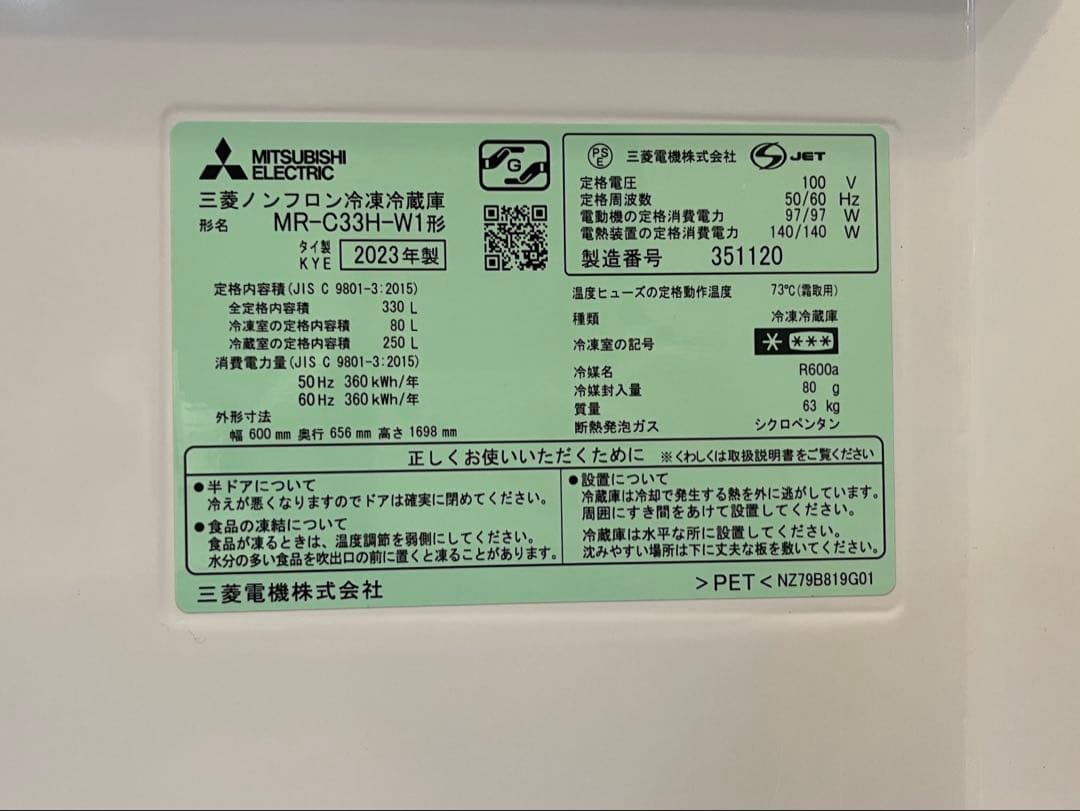 MITSUBISHI
ELECTRIC
三菱ノンフロン冷凍冷蔵庫
形名 MR-C33H-W1形
タイ製
KYE 2023年製
G
定格内容積(JIS C 9801-3:2015)
全定格内容積 330 L
冷凍室の定格内容積 80 L
冷蔵室の定格内容積 250 L
消費電力量(JIS C 9801-3:2015)
50Hz 360kWh/年
60Hz 360kWh/年
外形寸法
幅 600 mm 奥行 656 mm 高さ 1698 mm
PSE 三菱電機株式会社 S JET
定格電圧 100 V
定格周波数 50/60 Hz
電動機の定格消費電力 97/97 W
電熱装置の定格消費電力 140/140 W
製造番号 351120
温度ヒューズの定格動作温度 73℃(霜取用)
種類 冷凍冷蔵庫
冷凍室の記号 * ***
冷媒名 R600a
冷媒封入量 80 g
質量 63 kg
断熱発泡ガス シクロペンタン
正しくお使いいただくために ※くわしくは取扱説明書をご覧ください
●半ドアについて
冷えが悪くなりますのでドアは確実に閉めてください。
●食品の凍結について
食品が凍るときは、温度調節を弱側にしてください。
水分の多い食品を吹出口の前に置くと凍ることがあります。
●設置について
冷蔵庫は冷却で発生する熱を外に逃がしています。
周囲にすき間をあけて設置してください。
冷蔵庫は水平な所に設置してください。
沈みやすい場所は下に丈夫な板を敷いてください。
三菱電機株式会社
>PET< NZ79B819G01